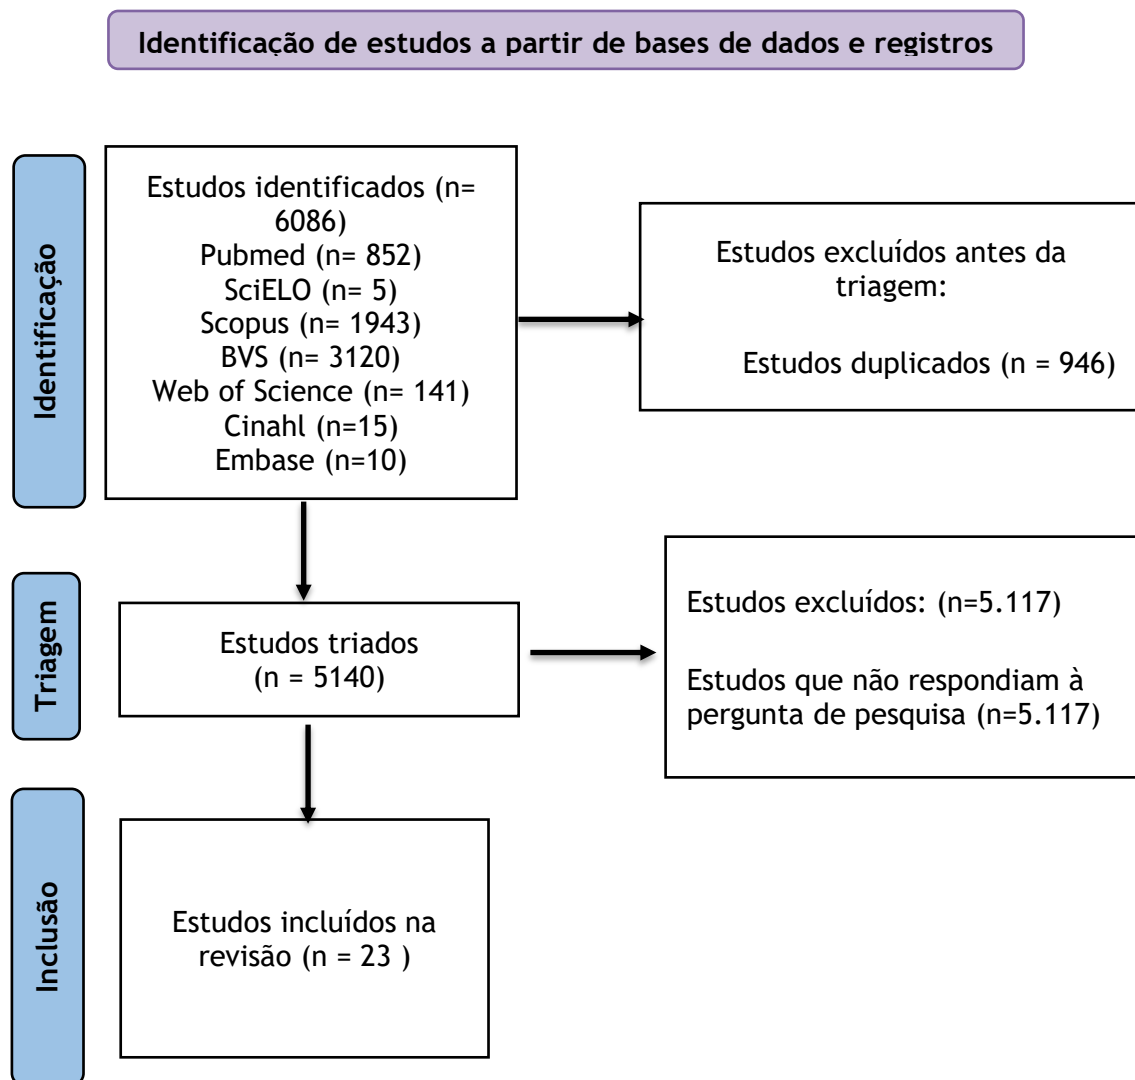 Identificação de estudos a partir de bases de dados e registros
Identificação
Estudos identificados (n=
6086)
Pubmed (n= 852)
SciELO (n= 5)
Scopus (n= 1943)
BVS (n= 3120)
Web of Science (n= 141)
Cinahl (n=15)
Embase (n=10)
Estudos excluídos antes da
triagem:
Estudos duplicados (n = 946)
Triagem
Estudos triados
(n = 5140)
Estudos excluídos: (n=5.117)
Estudos que não respondiam à
pergunta de pesquisa (n=5.117)
Inclusão
Estudos incluídos na
revisão (n = 23 )